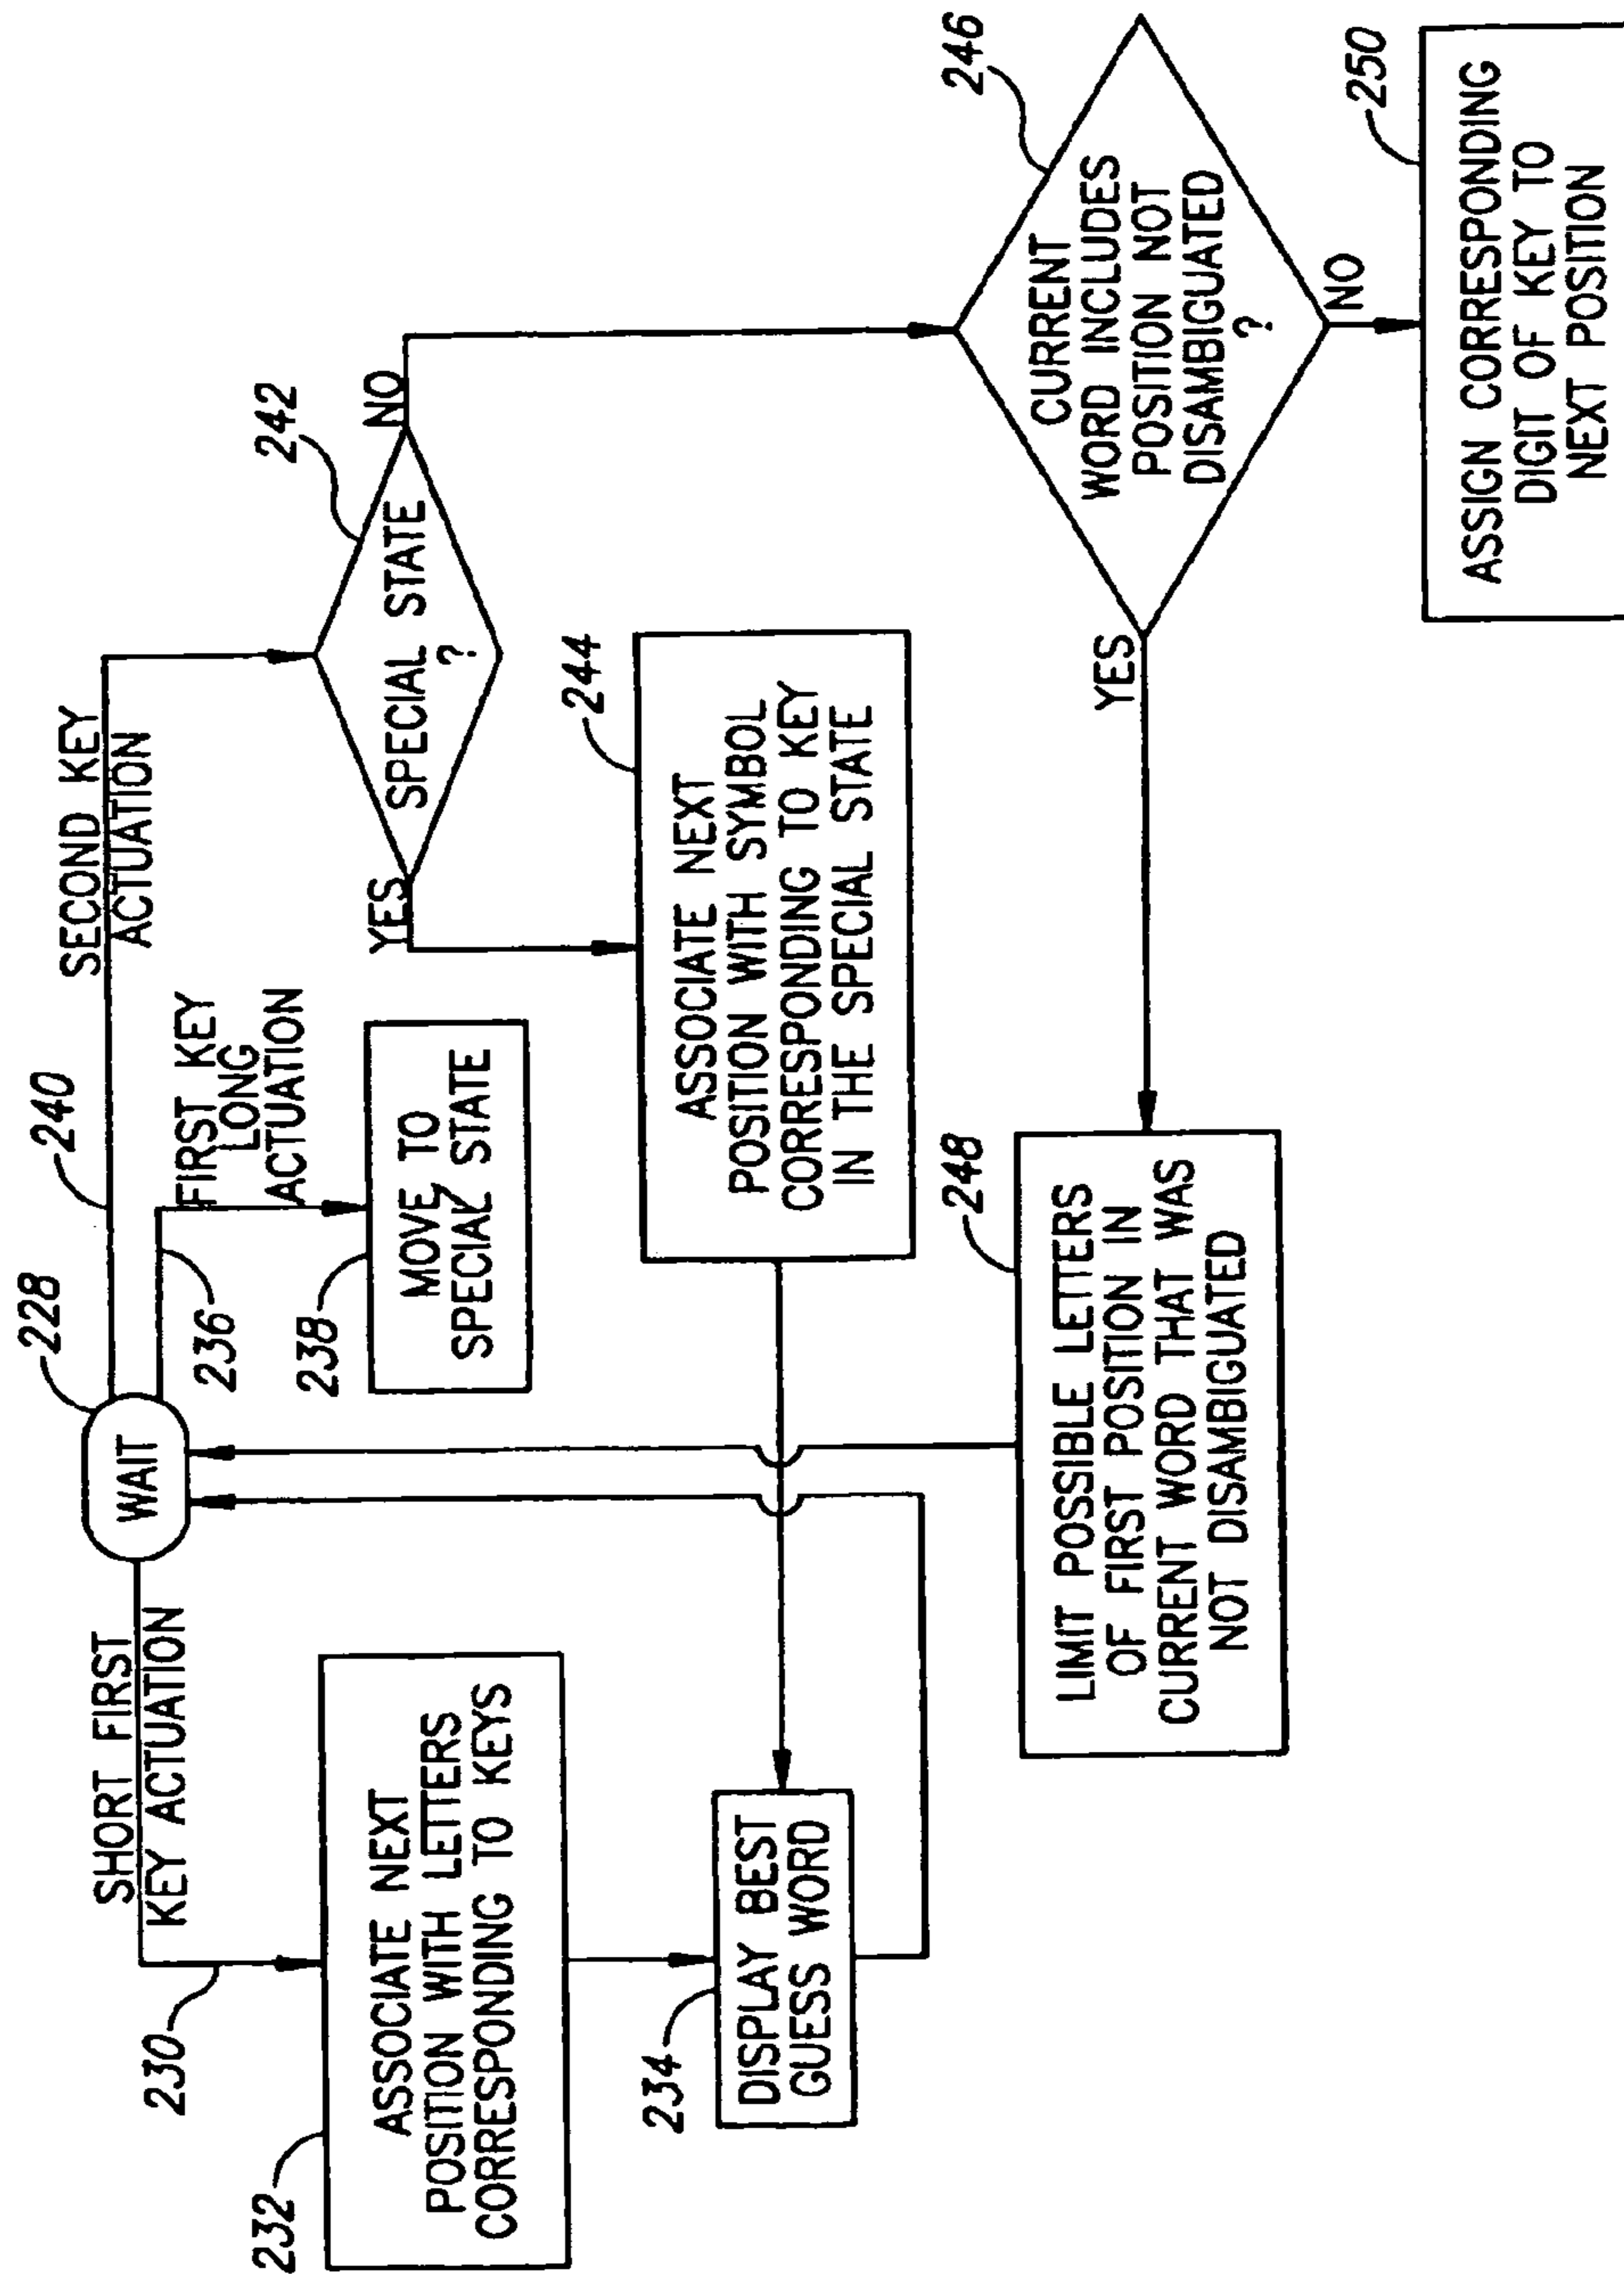 228
WAIT
SHORT FIRST
KEY ACTUATION
230
232
ASSOCIATE NEXT
POSITION WITH LETTERS
CORRESPONDING TO KEYS
234
DISPLAY BEST
GUESS WORD
236
FIRST KEY
LONG
ACTUATION
238
MOVE TO
SPECIAL STATE
240
SECOND KEY
ACTUATION
242
SPECIAL STATE
?
YES
NO
244
ASSOCIATE NEXT
POSITION WITH SYMBOL
CORRESPONDING TO KEY
IN THE SPECIAL STATE
246
CURRENT
WORD INCLUDES
POSITION NOT
DISAMBIGUATED
?
YES
NO
248
LIMIT POSSIBLE LETTERS
OF FIRST POSITION IN
CURRENT WORD THAT WAS
NOT DISAMBIGUATED
250
ASSIGN CORRESPONDING
DIGIT OF KEY TO
NEXT POSITION